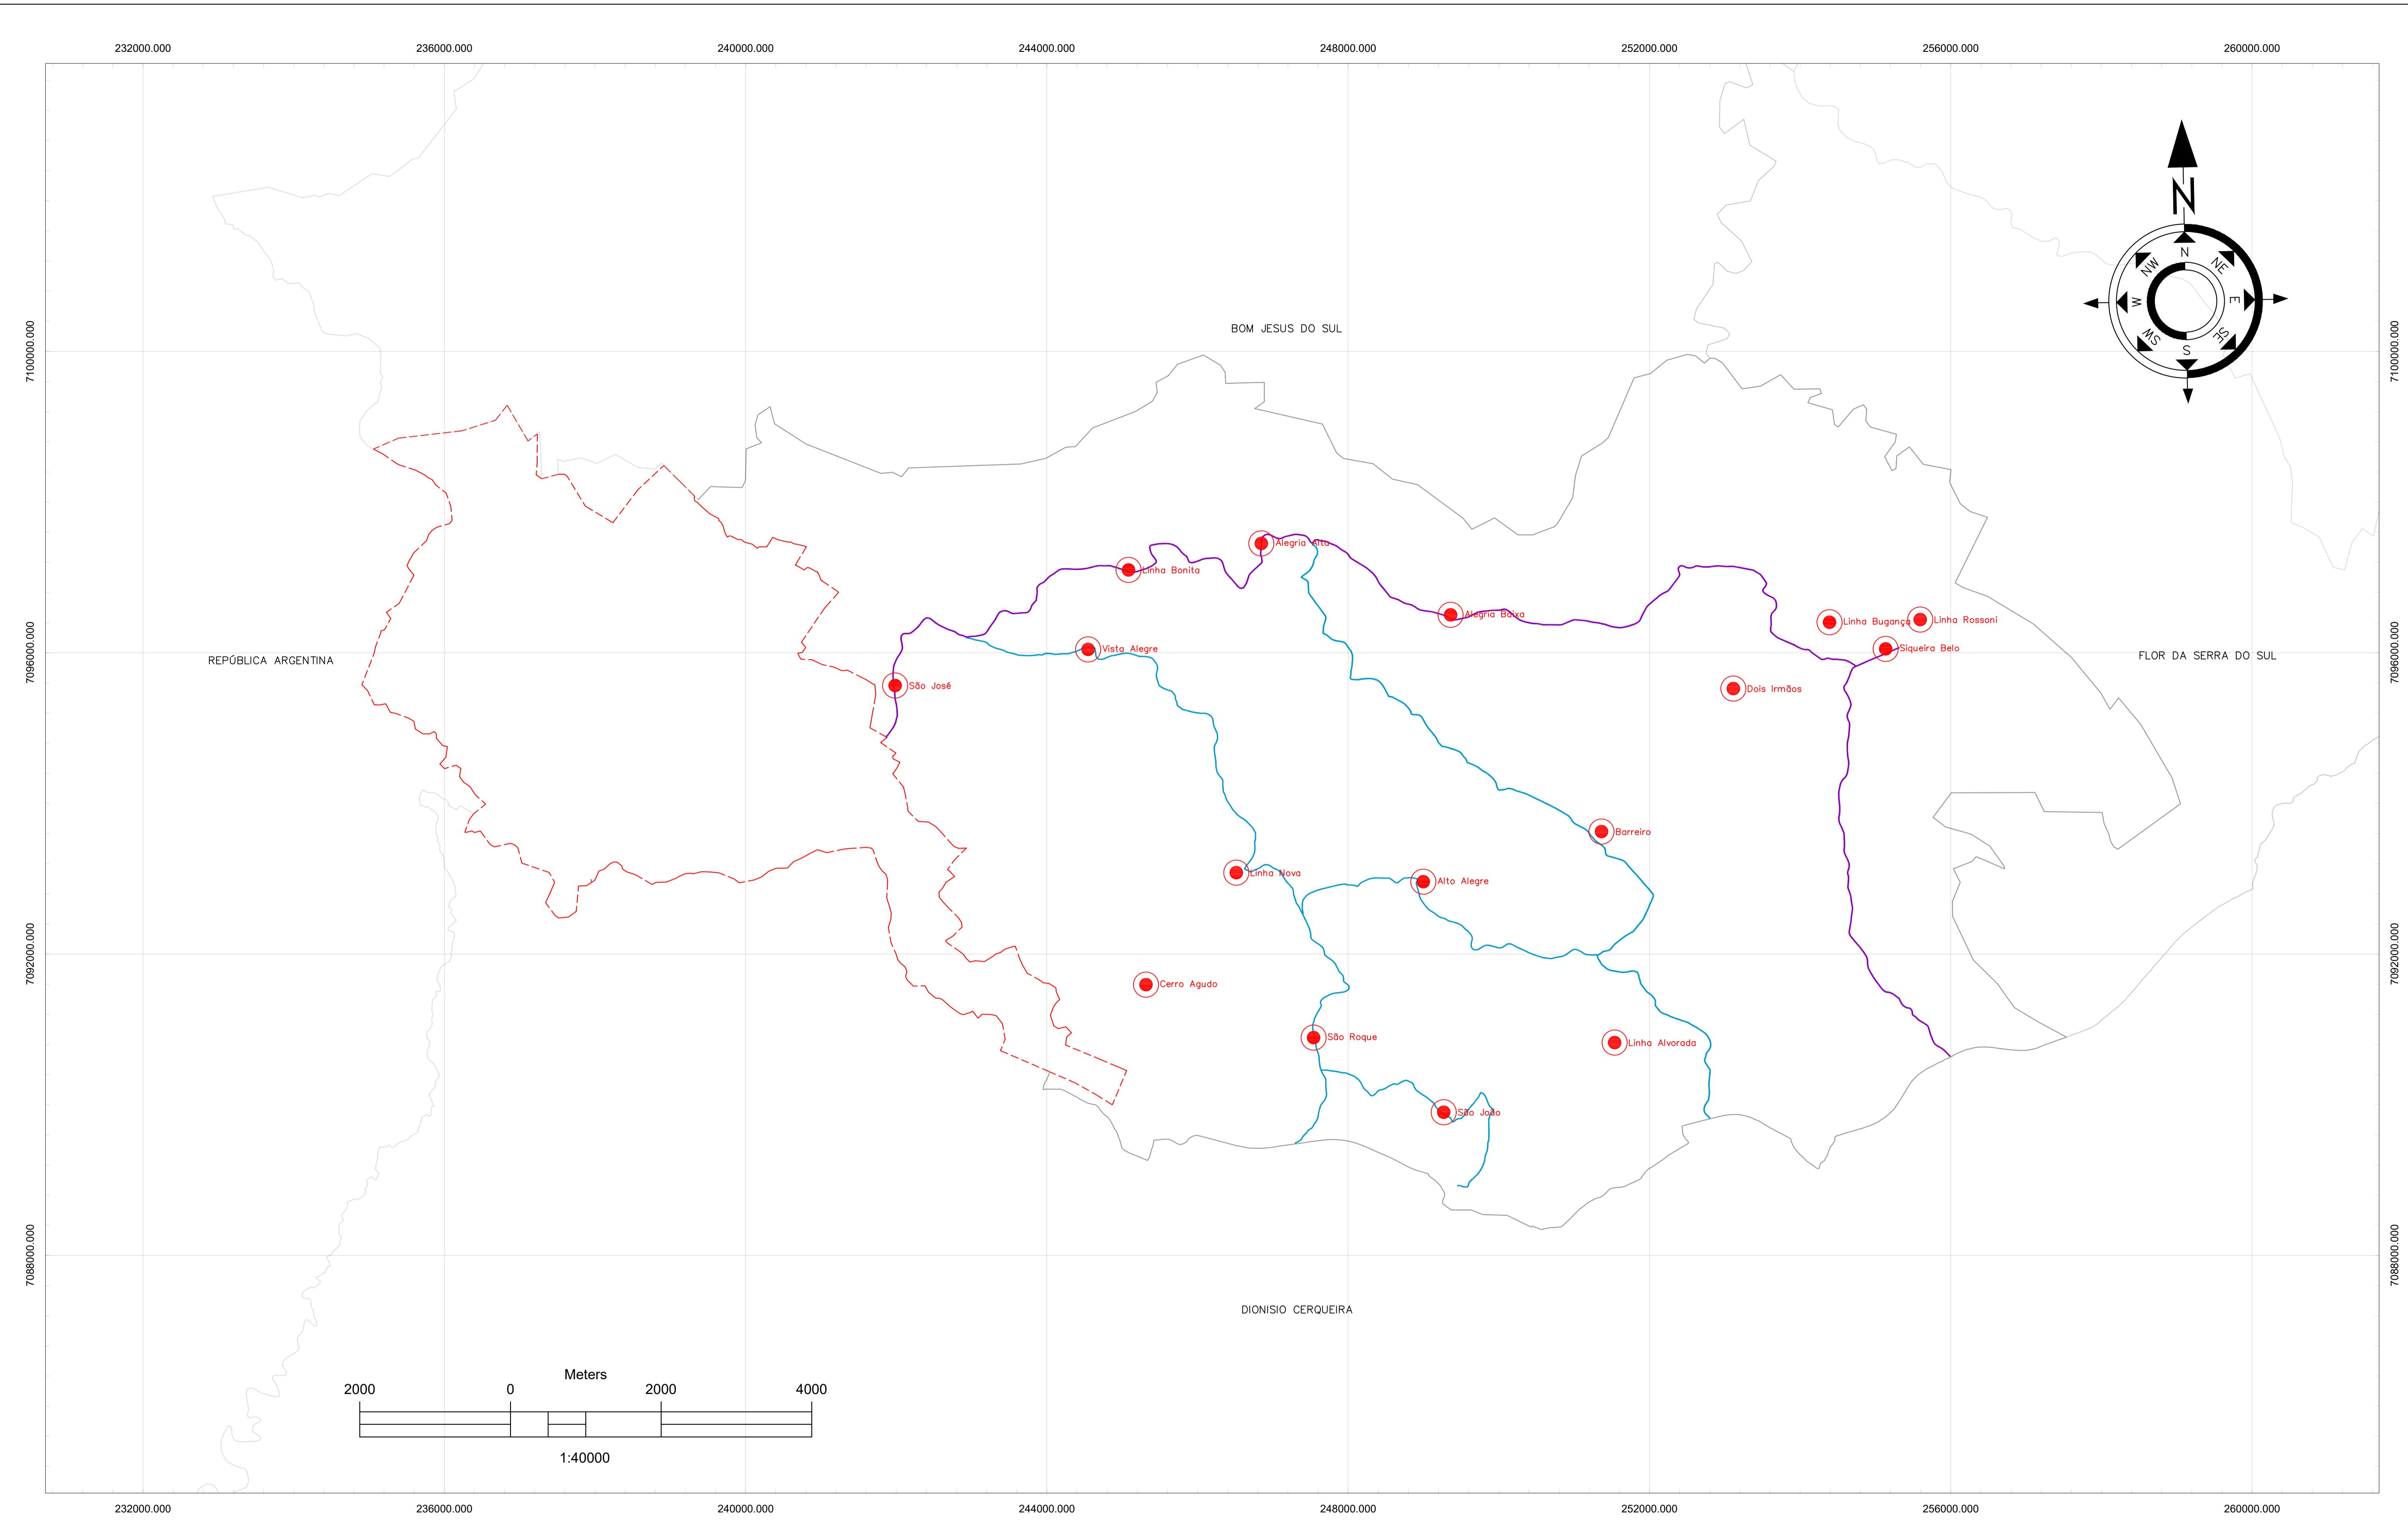 232000.000 236000.000 240000.000 244000.000 248000.000 252000.000 256000.000 260000.000
N
N
NW NE
W E
SW SE
S
BOM JESUS DO SUL
7100000.000 7100000.000
Alegria Alta
Linha Bonita
Alegria Baixa
Linha Bugança Linha Rossoni
Vista Alegre Siqueira Belo
REPÚBLICA ARGENTINA FLOR DA SERRA DO SUL
7096000.000 7096000.000
São José Dois Irmãos
Barreiro
Linha Nova Alto Alegre
7092000.000 7092000.000
Cerro Agudo
São Roque Linha Alvorada
São João
7088000.000 7088000.000
DIONISIO CERQUEIRA
Meters
2000 0 2000 4000
1:40000
232000.000 236000.000 240000.000 244000.000 248000.000 252000.000 256000.000 260000.000